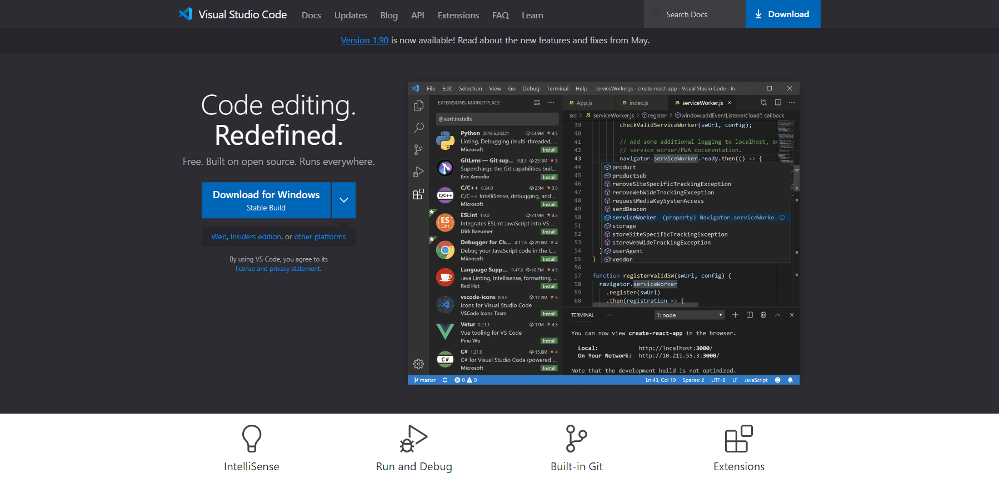 Visual Studio Code Docs Updates Blog API Extensions FAQ Learn Search Docs Download
Version 1.90 is now available! Read about the new features and fixes from May.
Code editing.
Redefined.
Free. Built on open source. Runs everywhere.
Download for Windows
Stable Build
Web, Insiders edition, or other platforms
By using VS Code, you agree to its
license and privacy statement.
File Edit Selection View Go Debug Terminal Help serviceWorker.js - create-react-app - Visual Studio Code - In...
EXTENSIONS: MARKETPLACE
@sort:installs
Python 2019.6.24221 54.9M 4.5
Linting, Debugging (multi-threaded, ...
Microsoft Install
GitLens — Git sup... 9.8.5 23.1M 5
Supercharge the Git capabilities buil...
Eric Amodio Install
C/C++ 0.24.0 23M 3.5
C/C++
C/C++ IntelliSense, debugging, and ...
Microsoft Install
ESLint 1.9.0 21.9M 4.5
ES
Lint
Integrates ESLint JavaScript into VS ...
Dirk Baeumer Install
Debugger for Ch... 4.11.6 20.6M 4
Debug your JavaScript code in the C...
Microsoft Install
Language Supp... 0.47.0 18.7M 4.5
Java Linting, Intellisense, formatting, ...
Red Hat Install
vscode-icons 8.8.0 17.2M 5
Icons for Visual Studio Code
VSCode Icons Team Install
Vetur 0.21.1 17M 4.5
Vue tooling for VS Code
Pine Wu Install
C# 1.21.0 15.6M 4
C#
C# for Visual Studio Code (powered ...
Microsoft Install
JS App.js JS index.js JS serviceWorker.js
src > JS serviceWorker.js > register > window.addEventListener('load') callback
39 checkValidServiceWorker(swUrl, config);
40
41 // Add some additional logging to localhost, po
42 // service worker/PWA documentation.
43 navigator.serviceWorker.ready.then(() => {
44 product
45 productSub
46 removeSiteSpecificTrackingException
47 removeWebWideTrackingException
48 requestMediaKeySystemAccess
49 sendBeacon
50 serviceWorker (property) Navigator.serviceWorke...
51 storage
52 storeSiteSpecificTrackingException
53 storeWebWideTrackingException
54 } userAgent
55 } vendor
56
57 function registerValidSW(swUrl, config) {
58 navigator.serviceWorker
59 .register(swUrl)
60 .then(registration => {
TERMINAL ... 1: node
You can now view create-react-app in the browser.
Local: http://localhost:3000/
On Your Network: http://10.211.55.3:3000/
Note that the development build is not optimized.
master 0 0 Ln 43, Col 19 Spaces: 2 UTF-8 LF JavaScript
IntelliSense Run and Debug Built-in Git Extensions